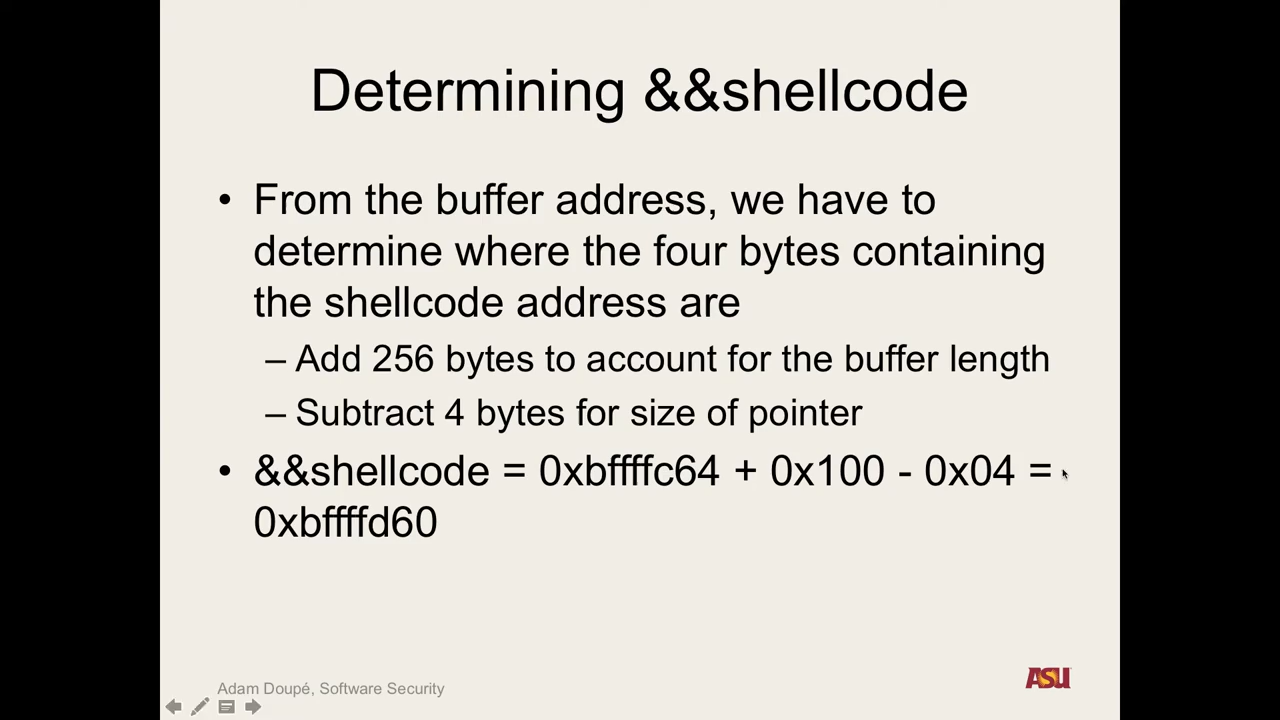 Determining &&shellcode
• From the buffer address, we have to
determine where the four bytes containing
the shellcode address are
– Add 256 bytes to account for the buffer length
– Subtract 4 bytes for size of pointer
• &&shellcode = 0xbffffc64 + 0x100 - 0x04 =
0xbffffd60
Adam Doupé, Software Security
ASU